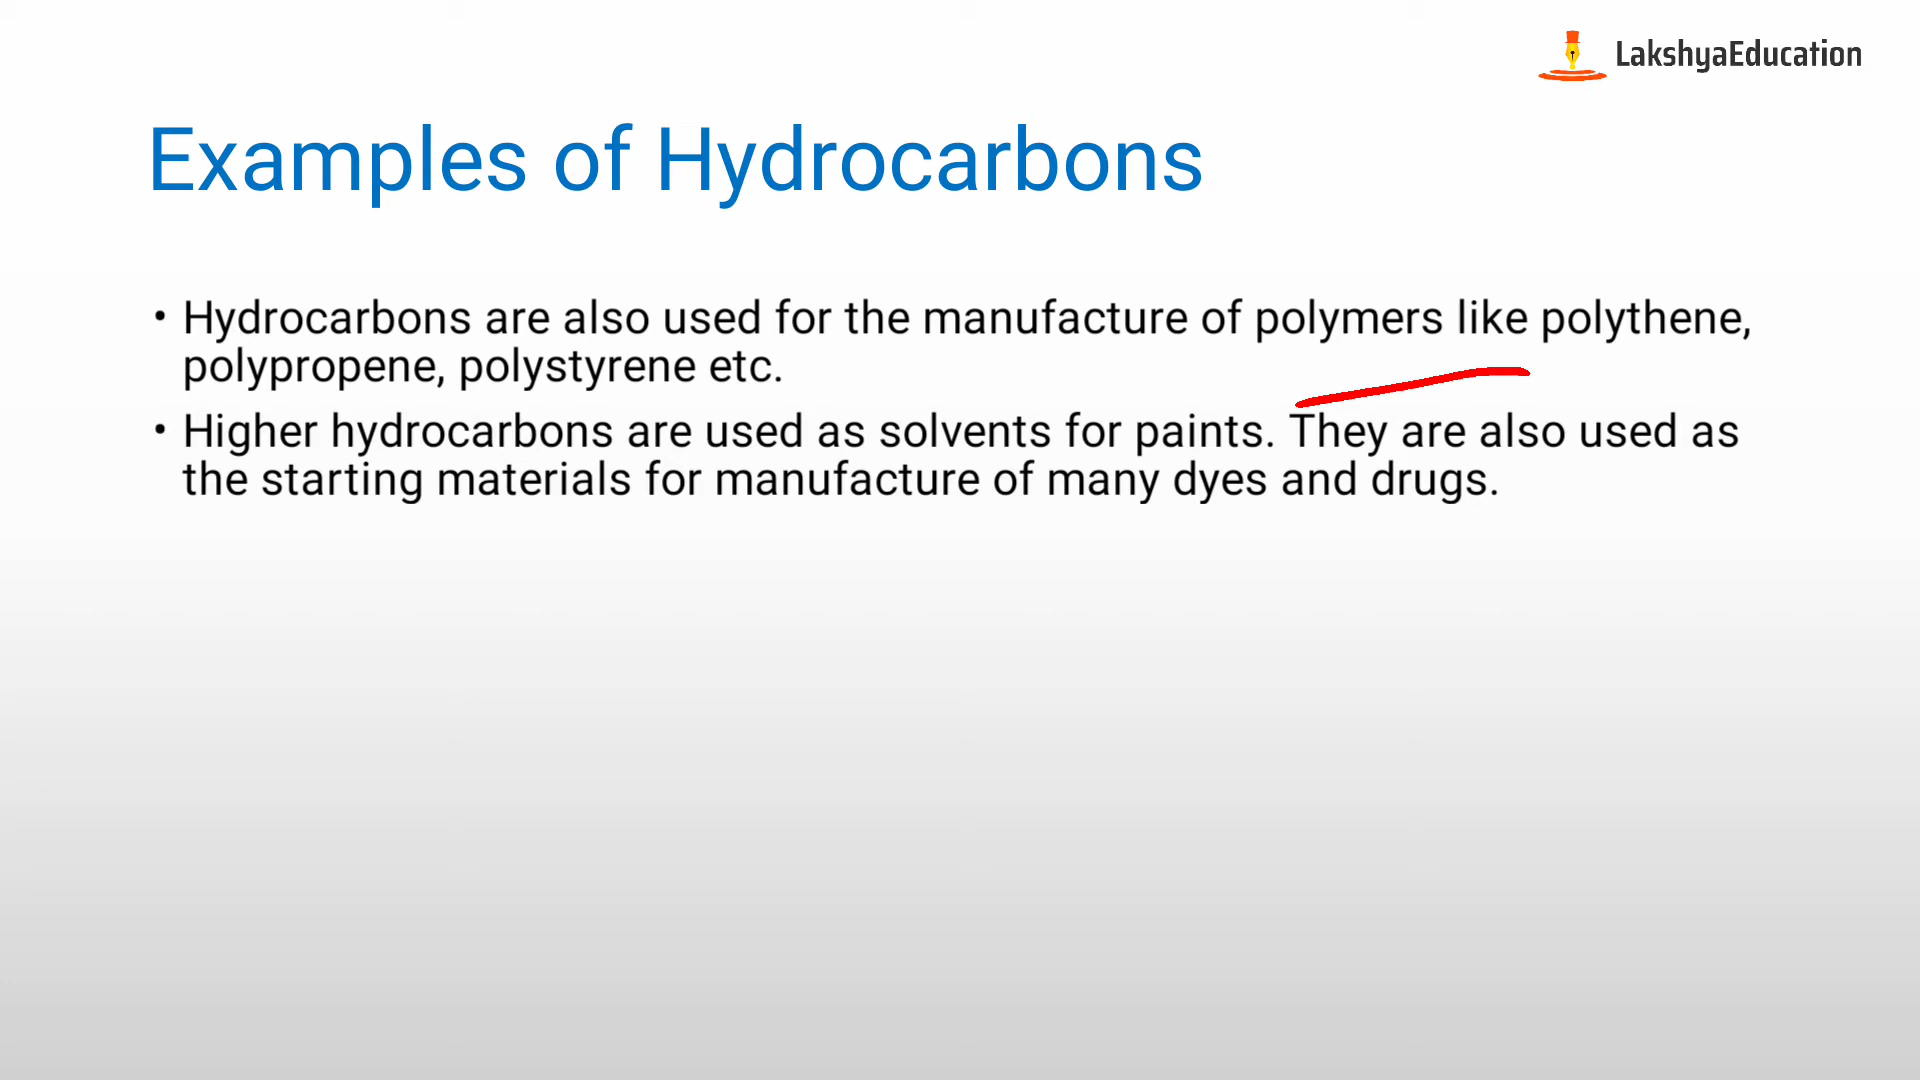 LakshyaEducation
Examples of Hydrocarbons
• Hydrocarbons are also used for the manufacture of polymers like polythene,
polypropene, polystyrene etc.
• Higher hydrocarbons are used as solvents for paints. They are also used as
the starting materials for manufacture of many dyes and drugs.